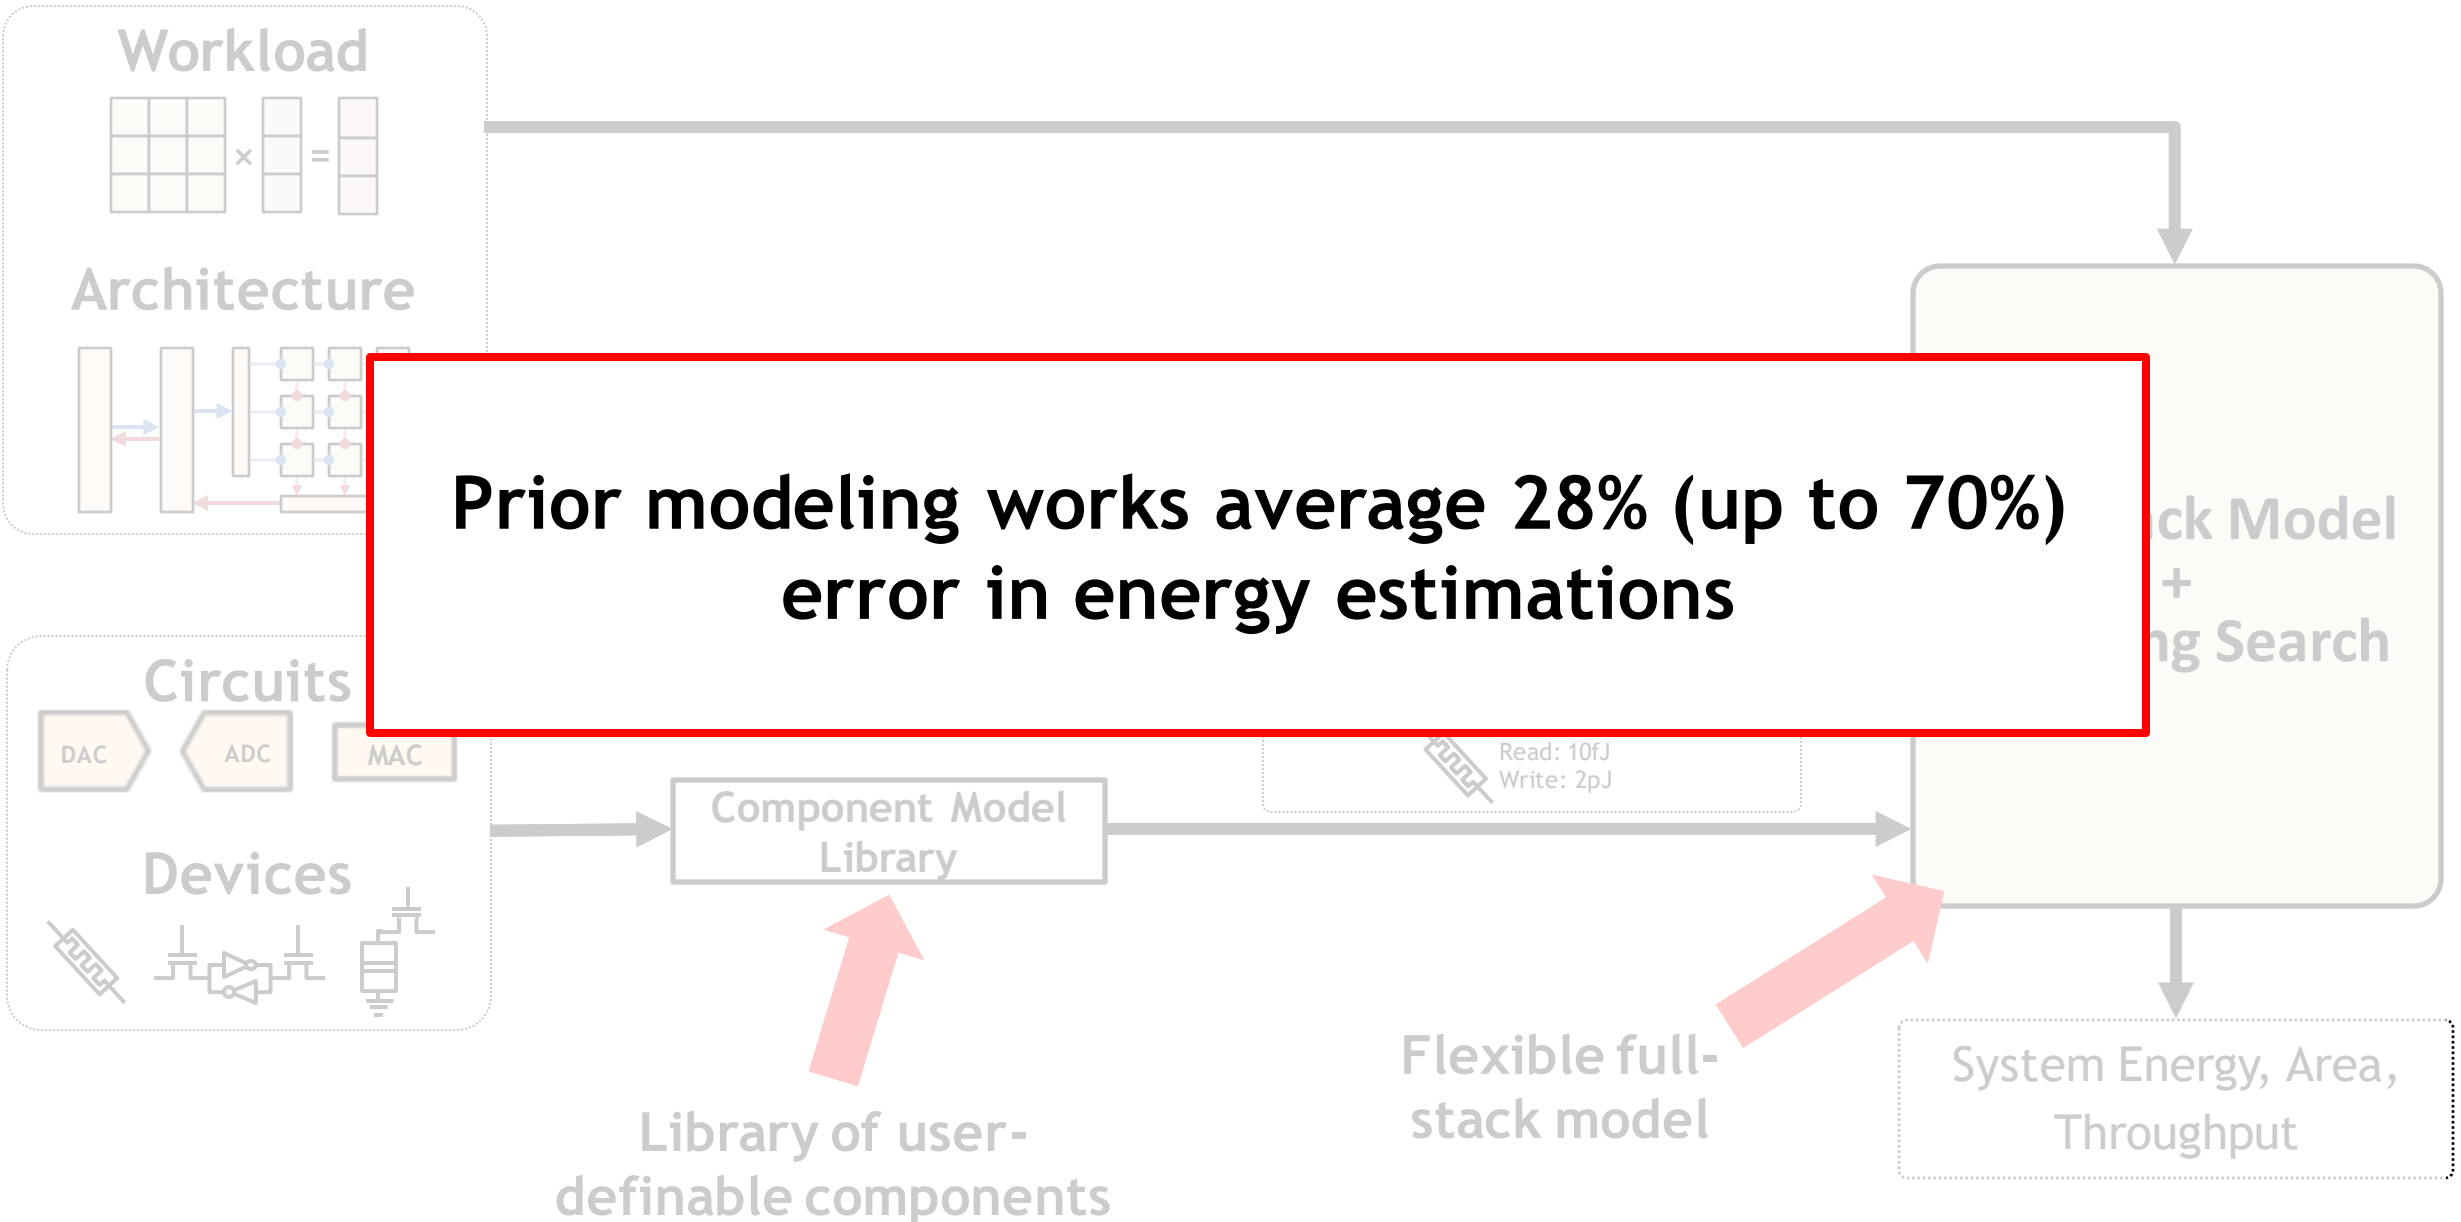 Workload
× =
Architecture
Prior modeling works average 28% (up to 70%)
error in energy estimations
Model
+
Search
Circuits
DAC
ADC
MAC
Read: 10fJ
Write: 2pJ
Component Model
Library
Devices
Flexible full-
stack model
System Energy, Area,
Throughput
Library of user-
definable components